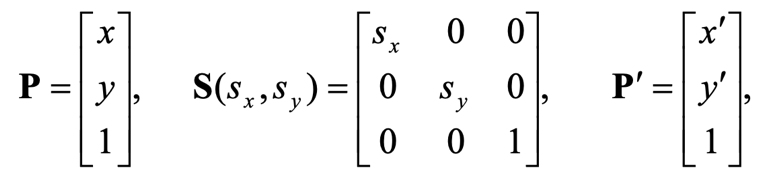 P = [x y 1], S(s_x, s_y) = [s_x 0 0; 0 s_y 0; 0 0 1], P′ = [x′ y′ 1],